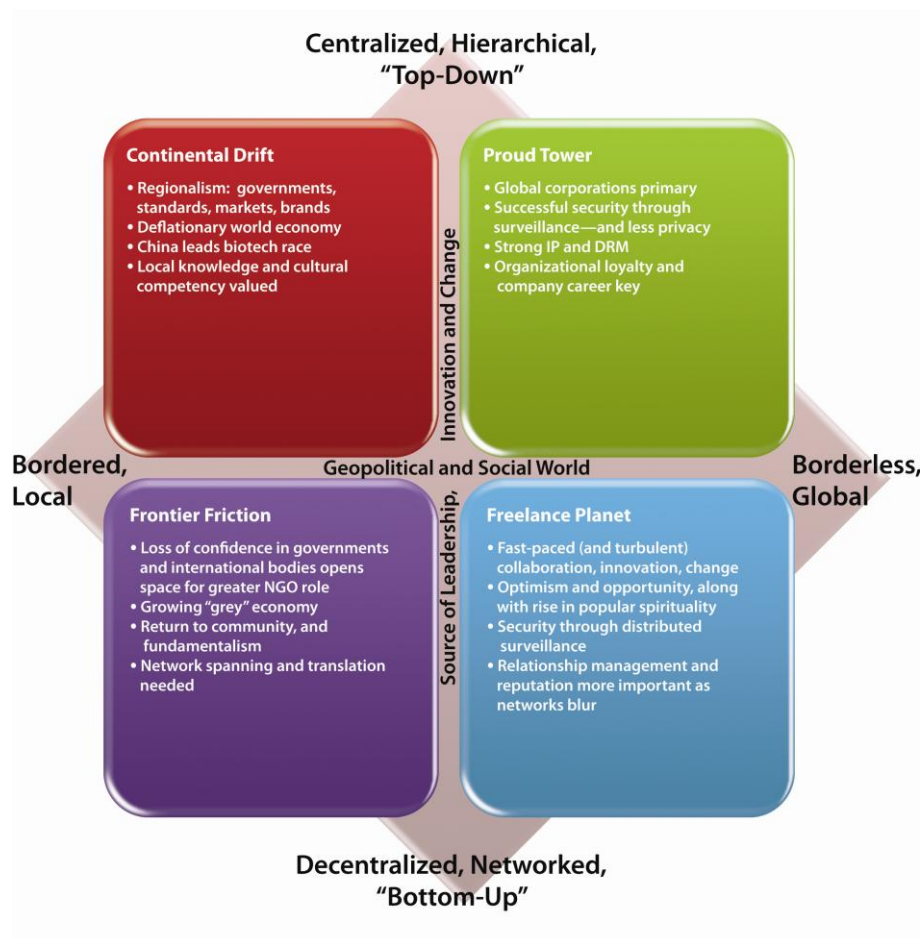 Centralized, Hierarchical,
“Top-Down”
Continental Drift
• Regionalism: governments,
standards, markets, brands
• Deflationary world economy
• China leads biotech race
• Local knowledge and cultural
competency valued
Proud Tower
• Global corporations primary
• Successful security through
surveillance—and less privacy
• Strong IP and DRM
• Organizational loyalty and
company career key
Bordered,
Local
Geopolitical and Social World
Borderless,
Global
Source of Leadership,
Innovation and Change
Frontier Friction
• Loss of confidence in governments
and international bodies opens
space for greater NGO role
• Growing “grey” economy
• Return to community, and
fundamentalism
• Network spanning and translation
needed
Freelance Planet
• Fast-paced (and turbulent)
collaboration, innovation, change
• Optimism and opportunity, along
with rise in popular spirituality
• Security through distributed
surveillance
• Relationship management and
reputation more important as
networks blur
Decentralized, Networked,
“Bottom-Up”